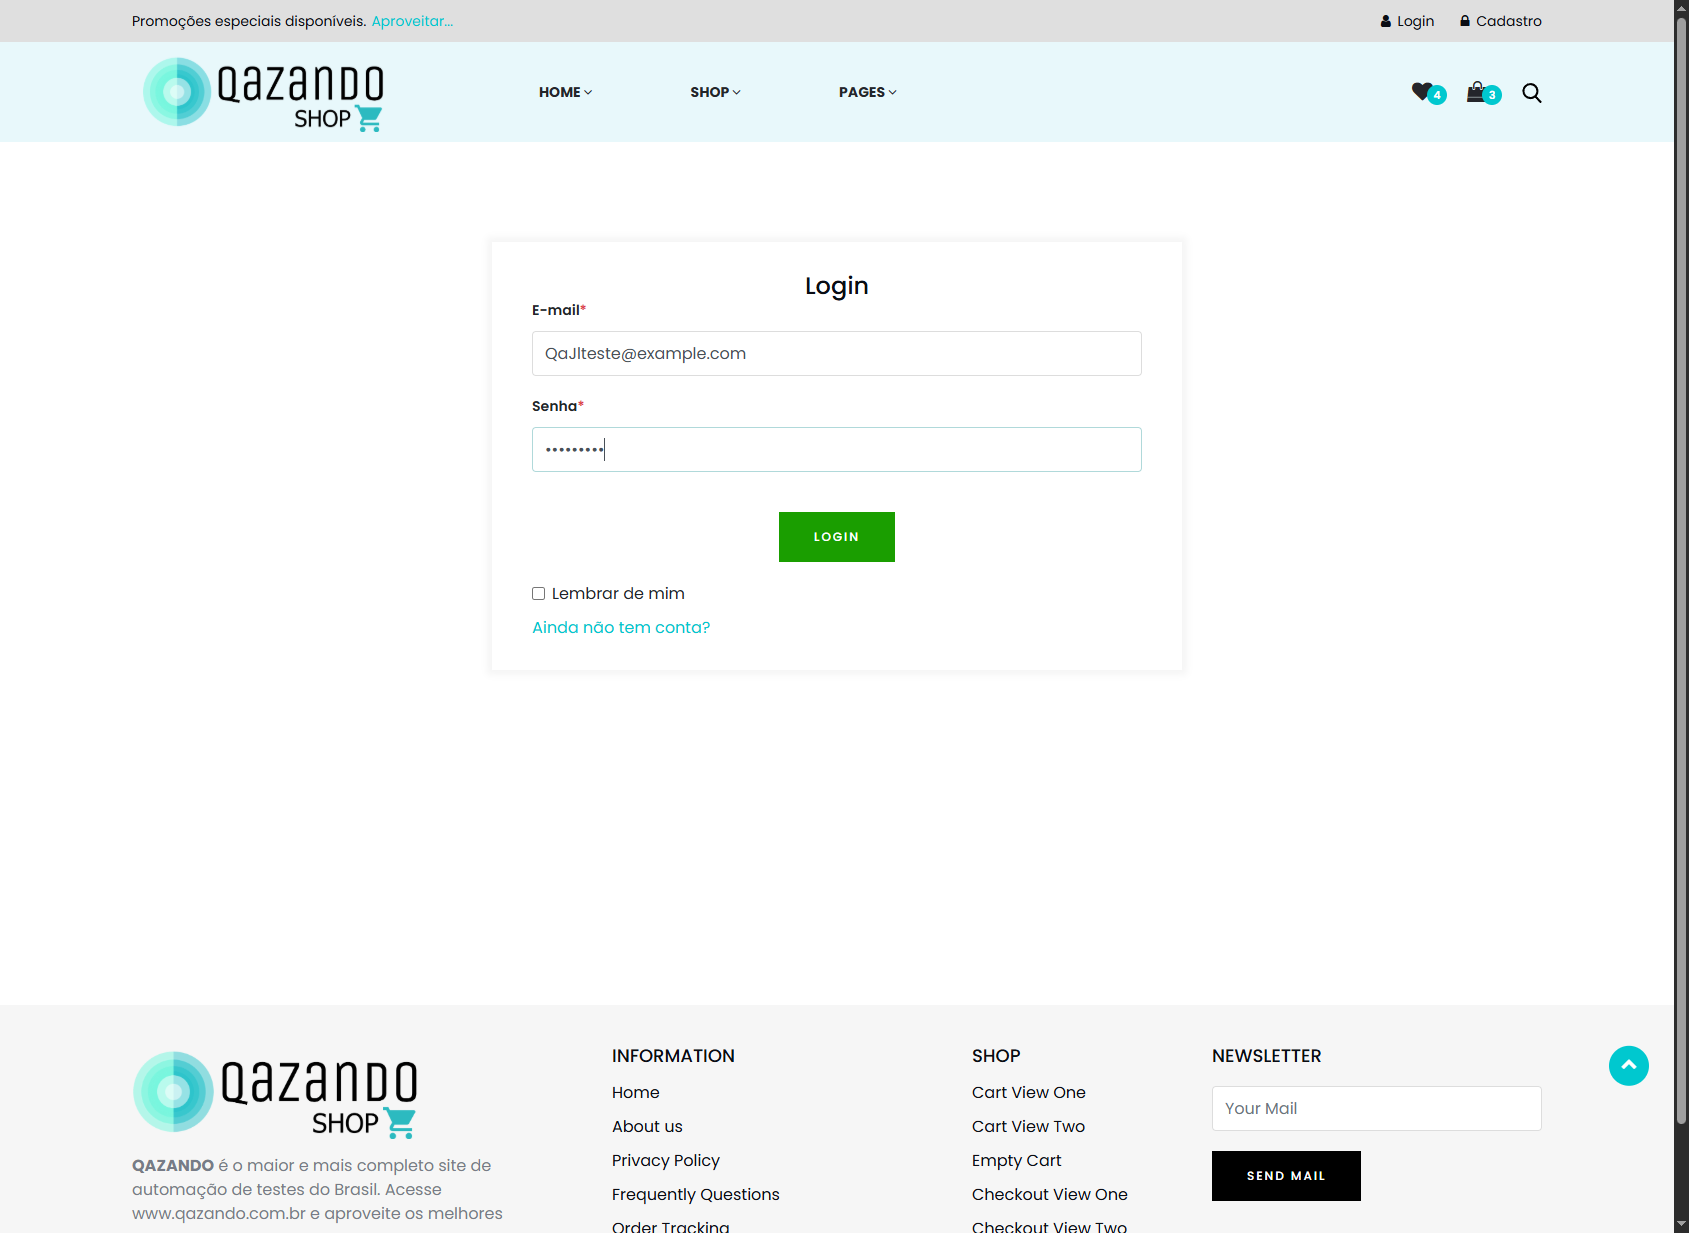 Promoções especiais disponíveis. Aproveitar...
Login
Cadastro
QAZANDO
SHOP
HOME
SHOP
PAGES
4
3
Login
E-mail*
QaJlteste@example.com
Senha*
•••••••••
LOGIN
Lembrar de mim
Ainda não tem conta?
QAZANDO
SHOP
QAZANDO é o maior e mais completo site de
automação de testes do Brasil. Acesse
www.qazando.com.br e aproveite os melhores
INFORMATION
Home
About us
Privacy Policy
Frequently Questions
Order Tracking
SHOP
Cart View One
Cart View Two
Empty Cart
Checkout View One
Checkout View Two
NEWSLETTER
Your Mail
SEND MAIL